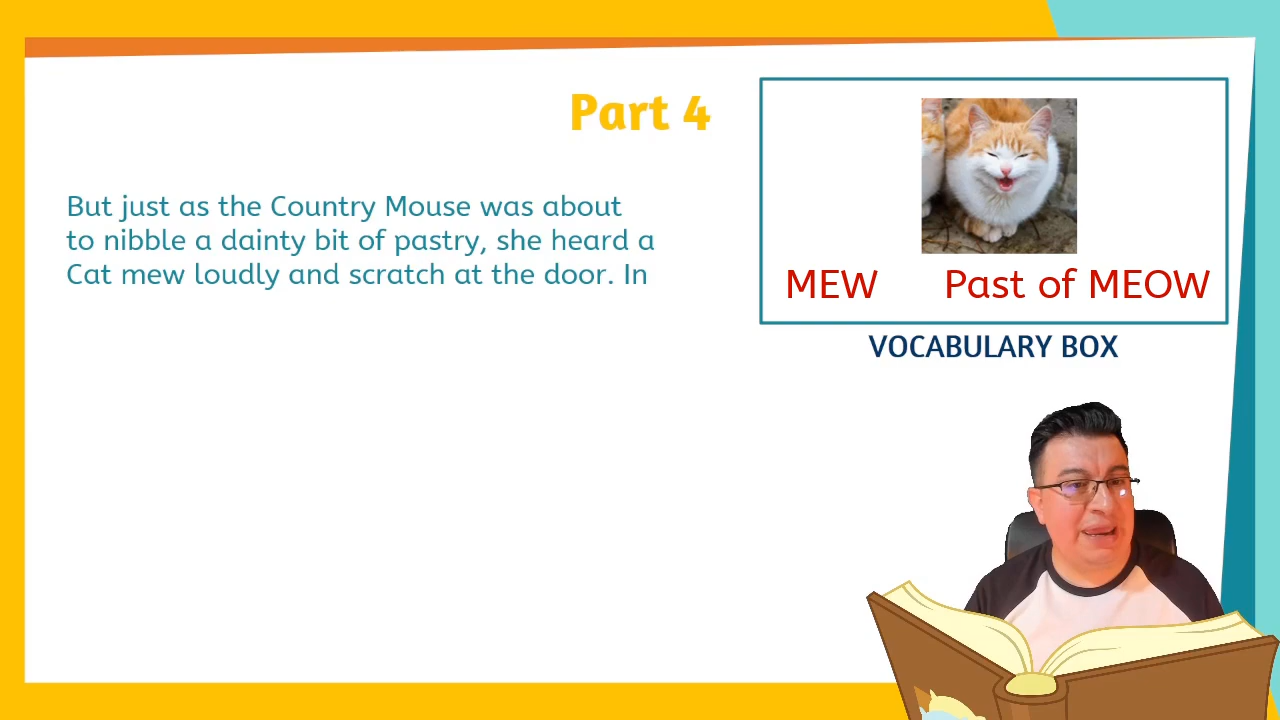 Part 4
But just as the Country Mouse was about
to nibble a dainty bit of pastry, she heard a
Cat mew loudly and scratch at the door. In
MEW Past of MEOW
VOCABULARY BOX